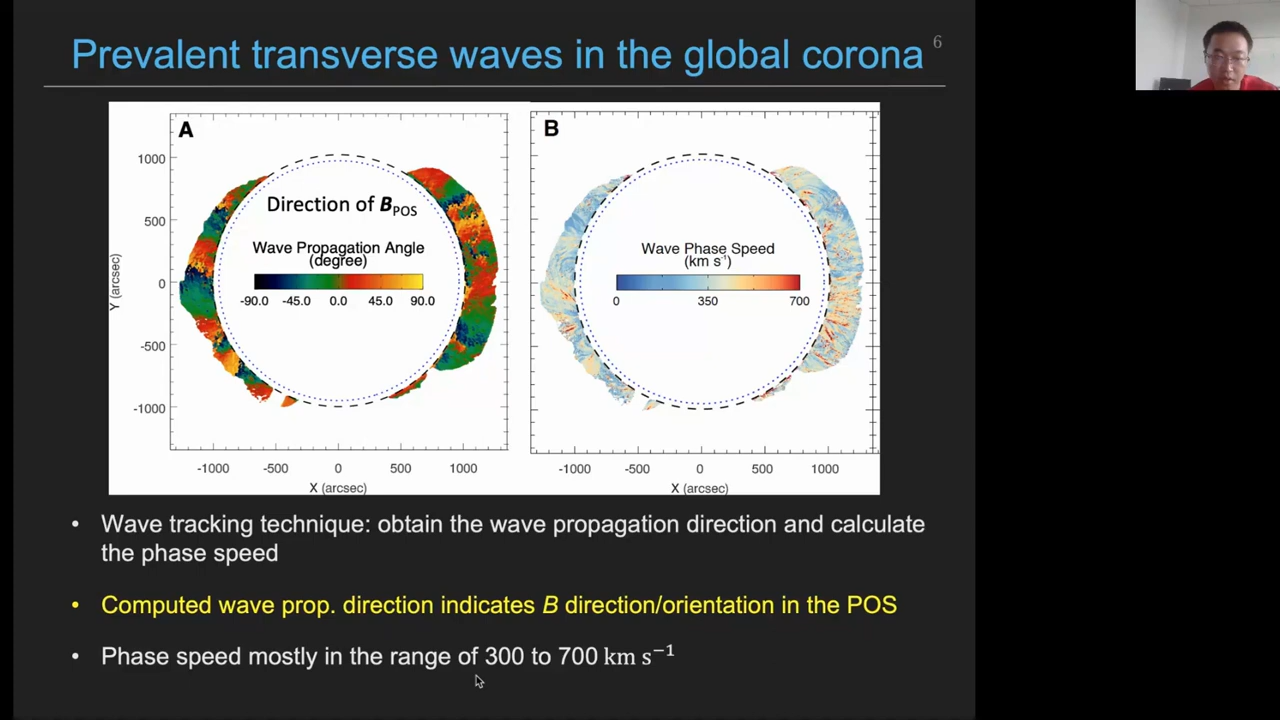 Prevalent transverse waves in the global corona
6
A
Direction of B_POS
Wave Propagation Angle
(degree)
-90.0 -45.0 0.0 45.0 90.0
1000
500
0
-500
-1000
Y (arcsec)
-1000 -500 0 500 1000
X (arcsec)
B
Wave Phase Speed
(km s⁻¹)
0 350 700
-1000 -500 0 500 1000
X (arcsec)
• Wave tracking technique: obtain the wave propagation direction and calculate
the phase speed
• Computed wave prop. direction indicates B direction/orientation in the POS
• Phase speed mostly in the range of 300 to 700 km s⁻¹